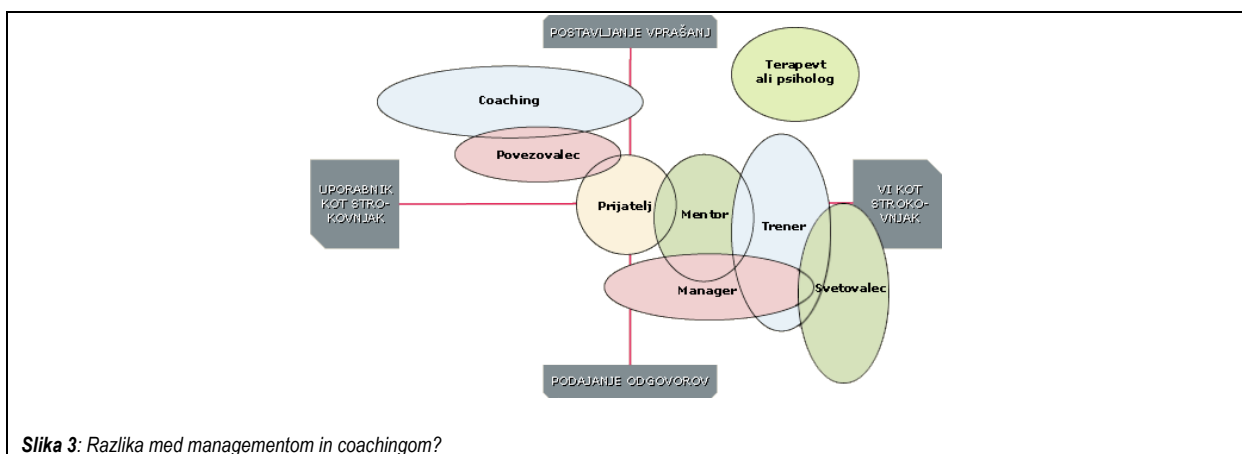 POSTAVLJANJE VPRAŠANJ
Terapevt
ali psiholog
Coaching
Povezovalec
UPORABNIK
KOT STRO-
KOVNJAK
VI KOT
STROKO-
VNJAK
Prijatelj
Mentor
Trener
Manager
Svetovalec
PODAJANJE ODGOVOROV
Slika 3: Razlika med managementom in coachingom?